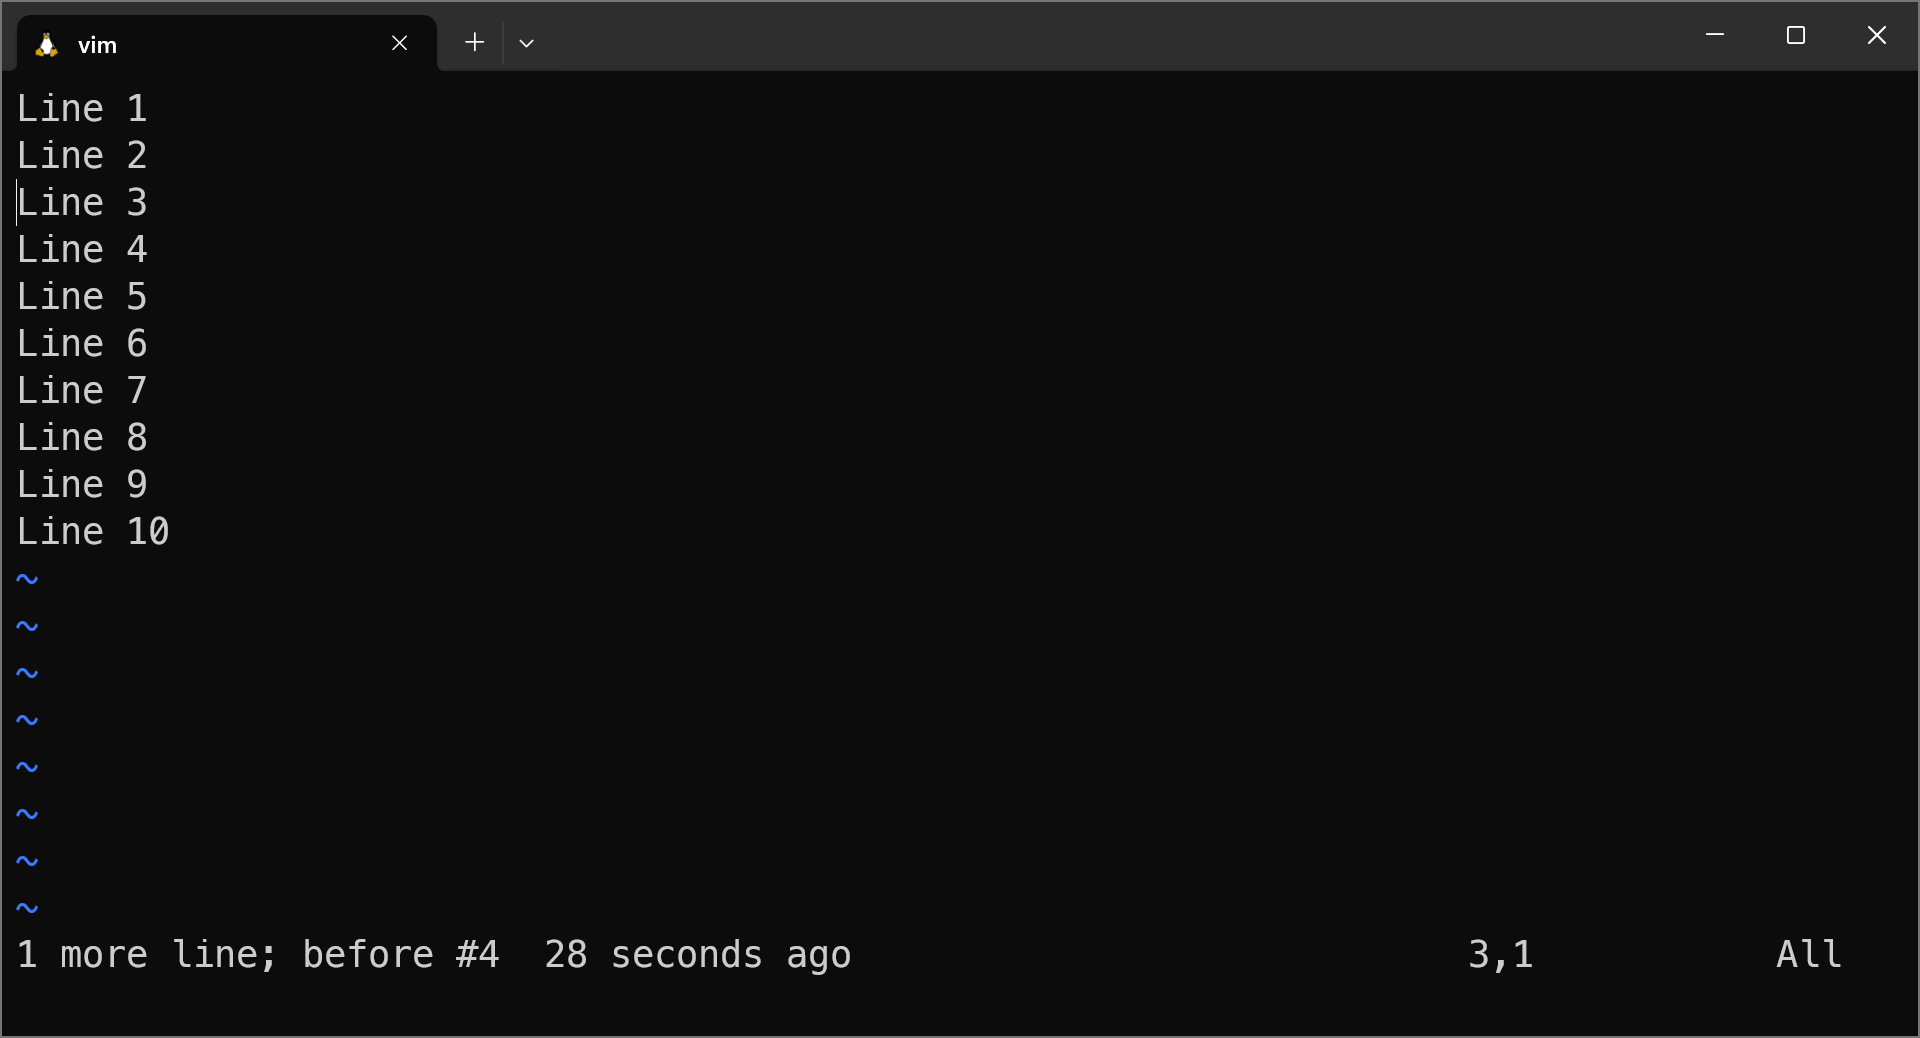 vim
Line 1
Line 2
Line 3
Line 4
Line 5
Line 6
Line 7
Line 8
Line 9
Line 10
~
~
~
~
~
~
~
~
1 more line; before #4  28 seconds ago 3,1 All